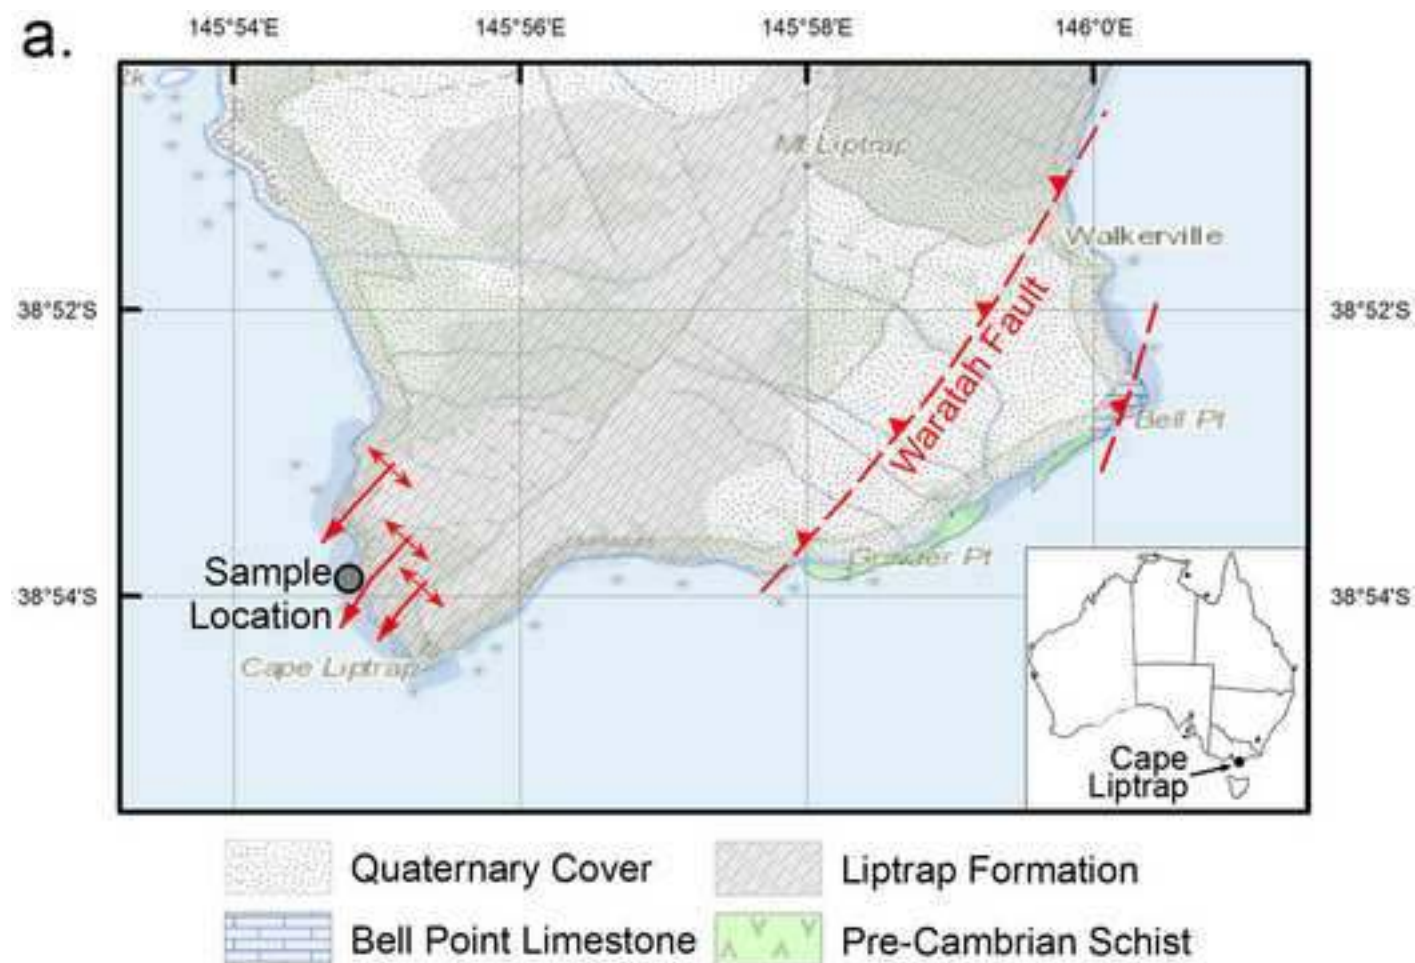 a.
145°54'E 145°56'E 145°58'E 146°0'E
Mt Liptrap
Walkerville
38°52'S 38°52'S
Waratah Fault
Bell Pt
Sample
Location
38°54'S 38°54'S
Cape Liptrap
Cape
Liptrap
Quaternary Cover Liptrap Formation
Bell Point Limestone Pre-Cambrian Schist